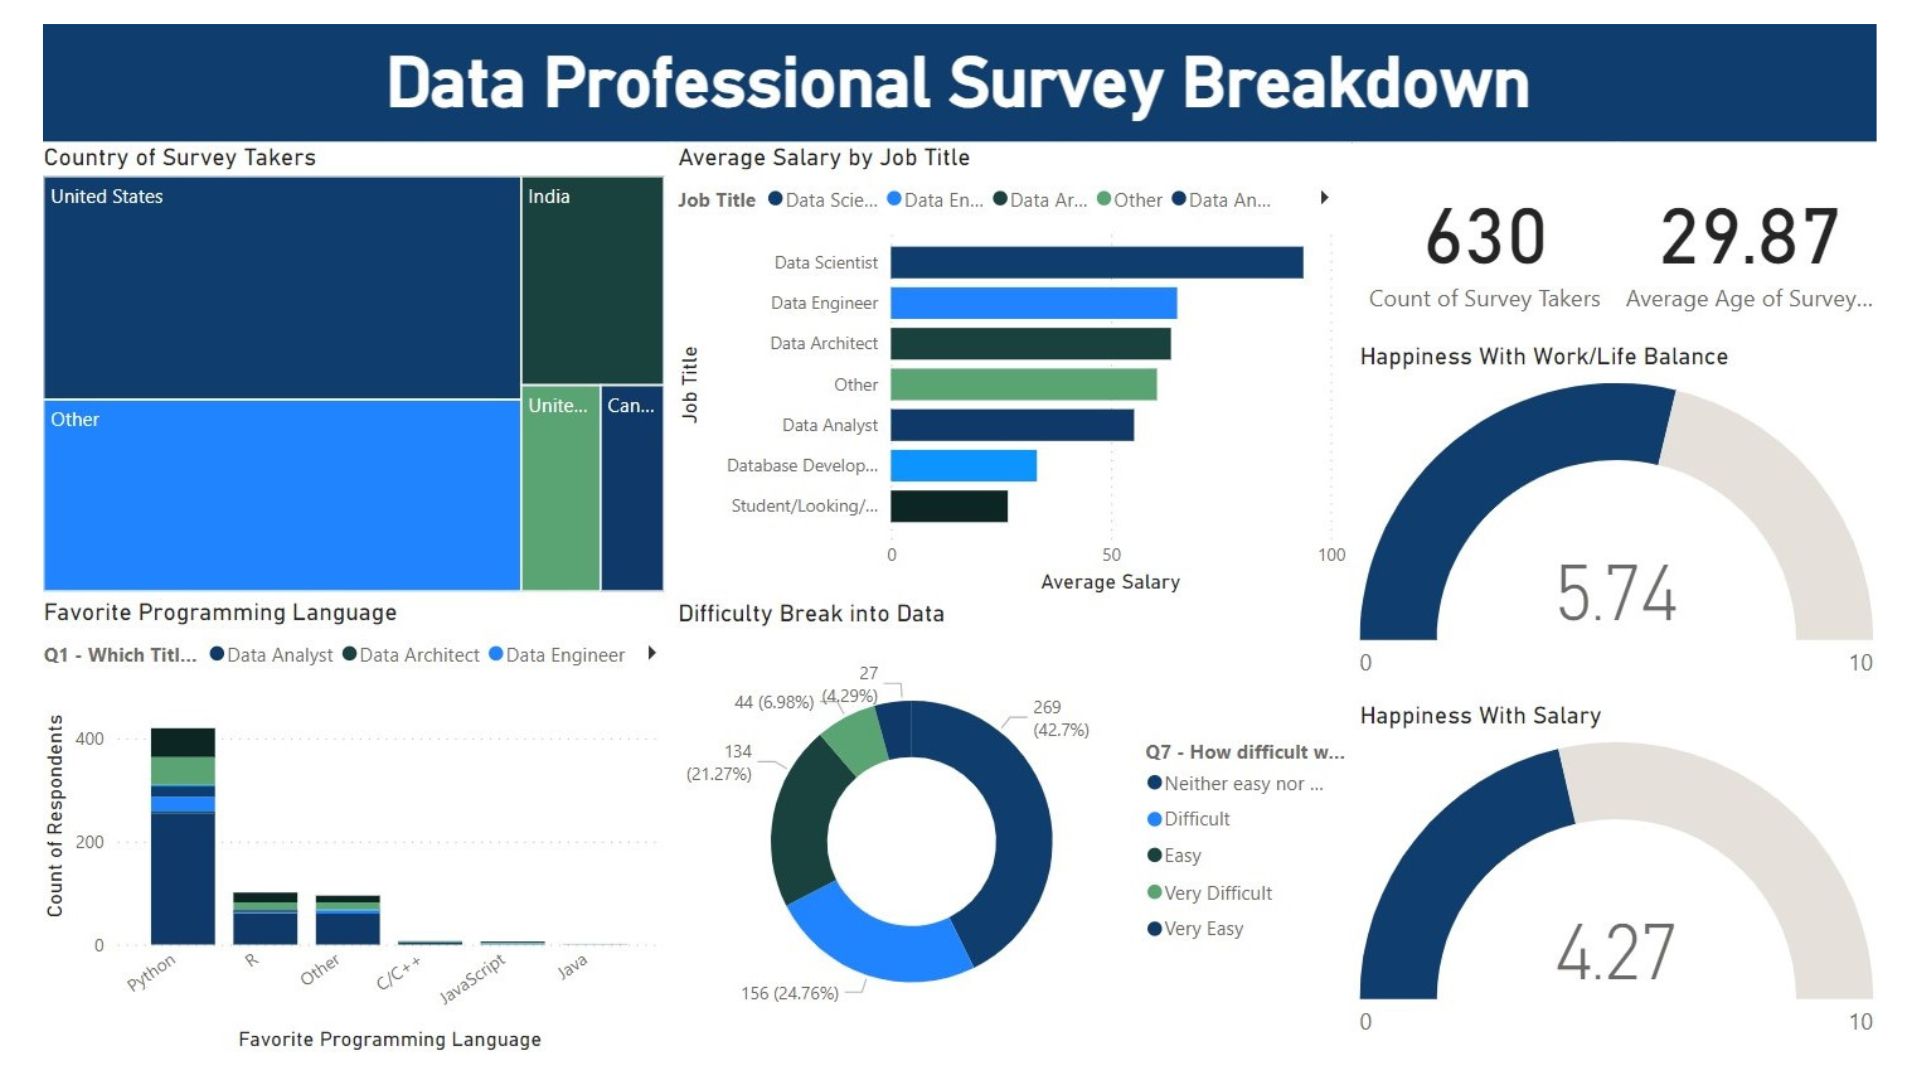 Data Professional Survey Breakdown
Country of Survey Takers
United States
India
Other
Unite...
Can...
Average Salary by Job Title
Job Title Data Scie... Data En... Data Ar... Other Data An...
Job Title
Data Scientist
Data Engineer
Data Architect
Other
Data Analyst
Database Develop...
Student/Looking/...
0 50 100
Average Salary
630
Count of Survey Takers
29.87
Average Age of Survey...
Happiness With Work/Life Balance
5.74
0 10
Favorite Programming Language
Q1 - Which Titl... Data Analyst Data Architect Data Engineer
Count of Respondents
400
200
0
Python R Other C/C++ JavaScript Java
Favorite Programming Language
Difficulty Break into Data
27
(4.29%)
44 (6.98%)
269
(42.7%)
134
(21.27%)
156 (24.76%)
Q7 - How difficult w...
Neither easy nor ...
Difficult
Easy
Very Difficult
Very Easy
Happiness With Salary
4.27
0 10